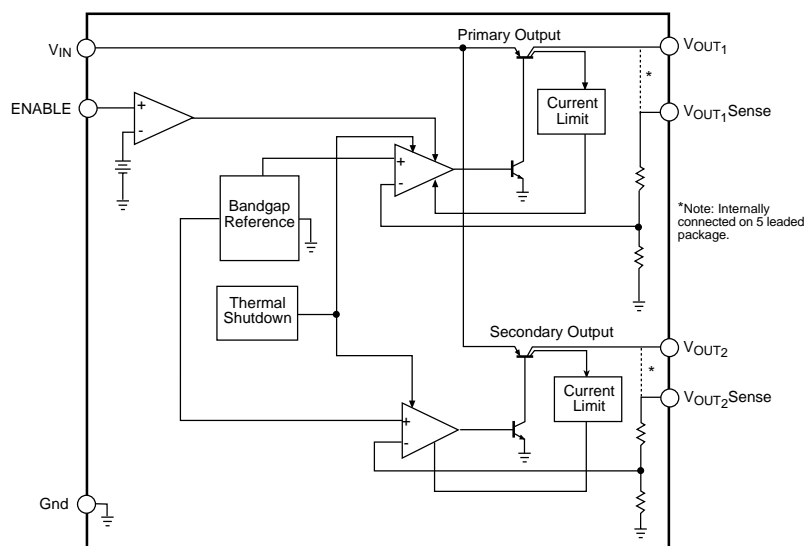 Primary Output
VIN
VOUT1
*
ENABLE
Current
Limit
VOUT1Sense
+
-
+
-
Bandgap
Reference
*Note: Internally
connected on 5 leaded
package.
Thermal
Shutdown
Secondary Output
VOUT2
*
Current
Limit
VOUT2Sense
+
-
Gnd